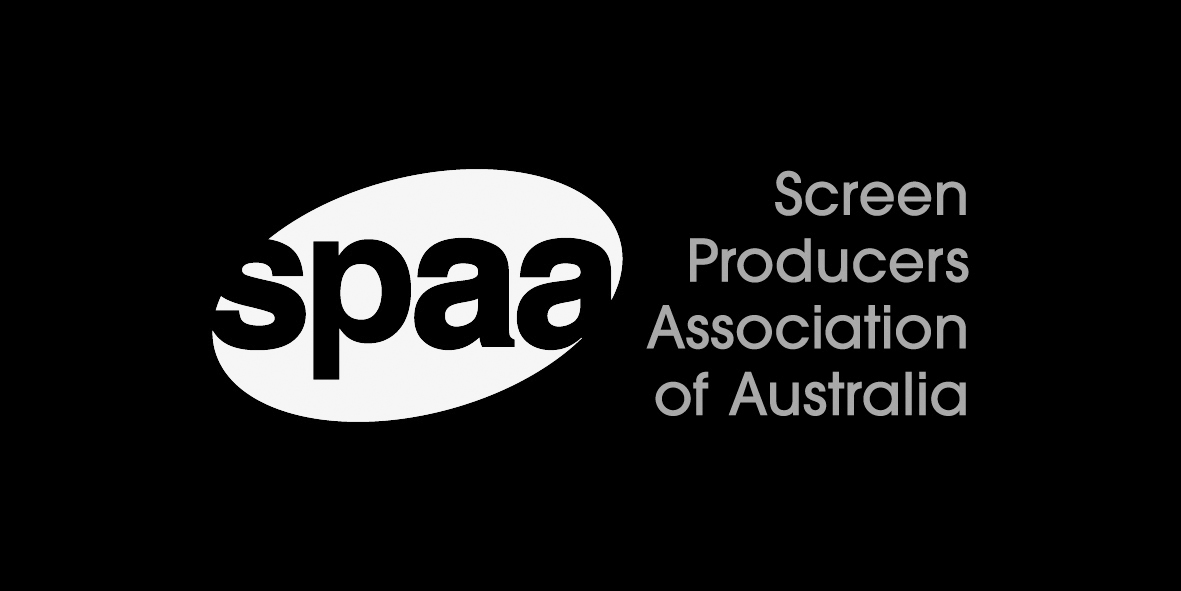 spaa
Screen
Producers
Association
of Australia